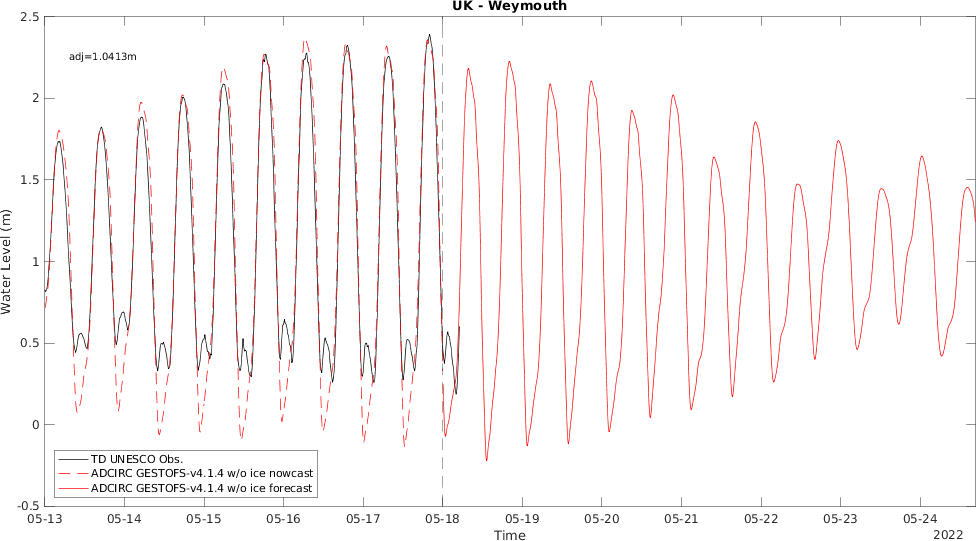 UK - Weymouth
2.5
adj=1.0413m
2
1.5
1
0.5
0
-0.5
Water Level (m)
TD UNESCO Obs.
ADCIRC GESTOFS-v4.1.4 w/o ice nowcast
ADCIRC GESTOFS-v4.1.4 w/o ice forecast
05-13 05-14 05-15 05-16 05-17 05-18 05-19 05-20 05-21 05-22 05-23 05-24
Time
2022